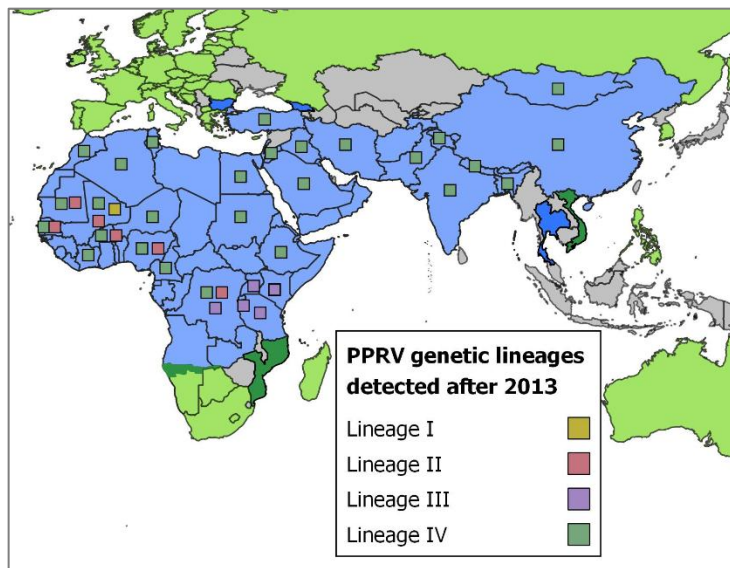 PPRV genetic lineages
detected after 2013
Lineage I
Lineage II
Lineage III
Lineage IV